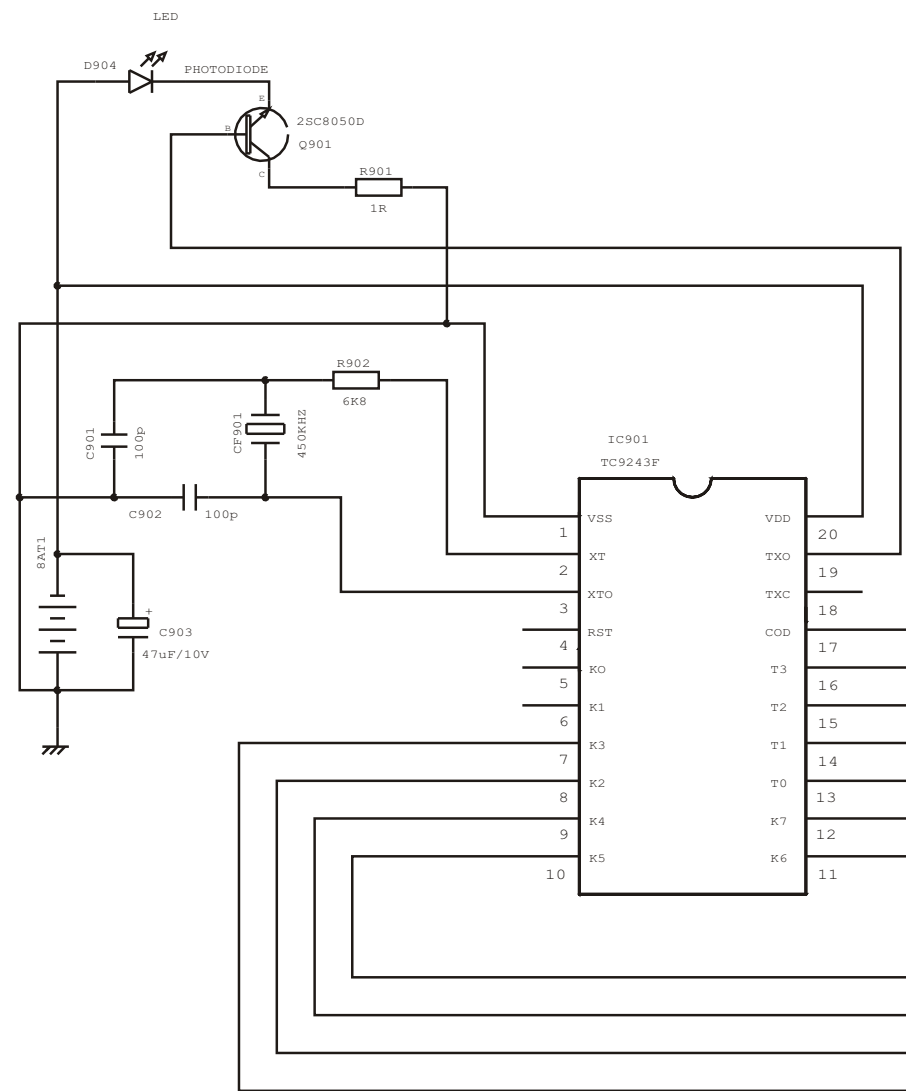 LED
D904
PHOTODIODE
E
B
2SC8050D
Q901
C
R901
1R
R902
6K8
C901
100p
CF901
450KHZ
C902
100p
IC901
TC9243F
8AT1
+
C903
47uF/10V
VSS
VDD
1
20
XT
TXO
2
19
XTO
TXC
3
18
RST
COD
4
17
KO
T3
5
16
K1
T2
6
15
K3
T1
7
14
K2
T0
8
13
K4
K7
9
12
K5
K6
10
11